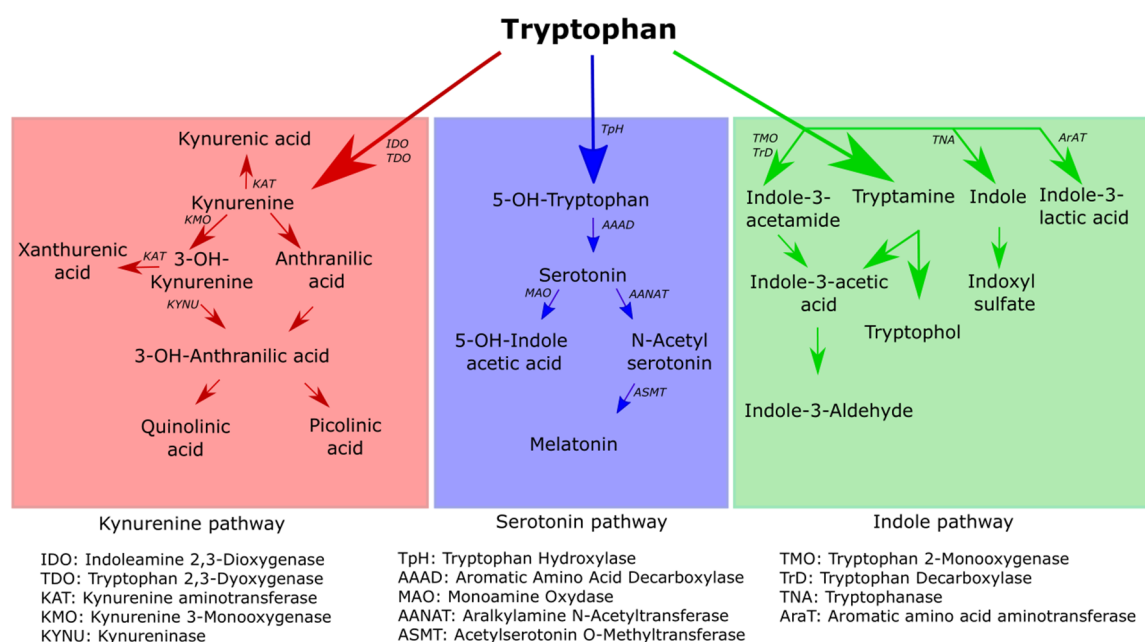 Tryptophan
Kynurenic acid
IDO
TDO
KAT
Kynurenine
KMO
Xanthurenic
acid
KAT
3-OH-
Kynurenine
Anthranilic
acid
KYNU
3-OH-Anthranilic acid
Quinolinic
acid
Picolinic
acid
TpH
5-OH-Tryptophan
AAAD
Serotonin
MAO
AANAT
5-OH-Indole
acetic acid
N-Acetyl
serotonin
ASMT
Melatonin
TMO
TrD
TNA
ArAT
Indole-3-
acetamide
Tryptamine
Indole
Indole-3-
lactic acid
Indole-3-acetic
acid
Indoxyl
sulfate
Tryptophol
Indole-3-Aldehyde
Kynurenine pathway
Serotonin pathway
Indole pathway
IDO: Indoleamine 2,3-Dioxygenase
TDO: Tryptophan 2,3-Dyoxygenase
KAT: Kynurenine aminotransferase
KMO: Kynurenine 3-Monooxygenase
KYNU: Kynureninase
TpH: Tryptophan Hydroxylase
AAAD: Aromatic Amino Acid Decarboxylase
MAO: Monoamine Oxydase
AANAT: Aralkylamine N-Acetyltransferase
ASMT: Acetylserotonin O-Methyltransferase
TMO: Tryptophan 2-Monooxygenase
TrD: Tryptophan Decarboxylase
TNA: Tryptophanase
AraT: Aromatic amino acid aminotransferase